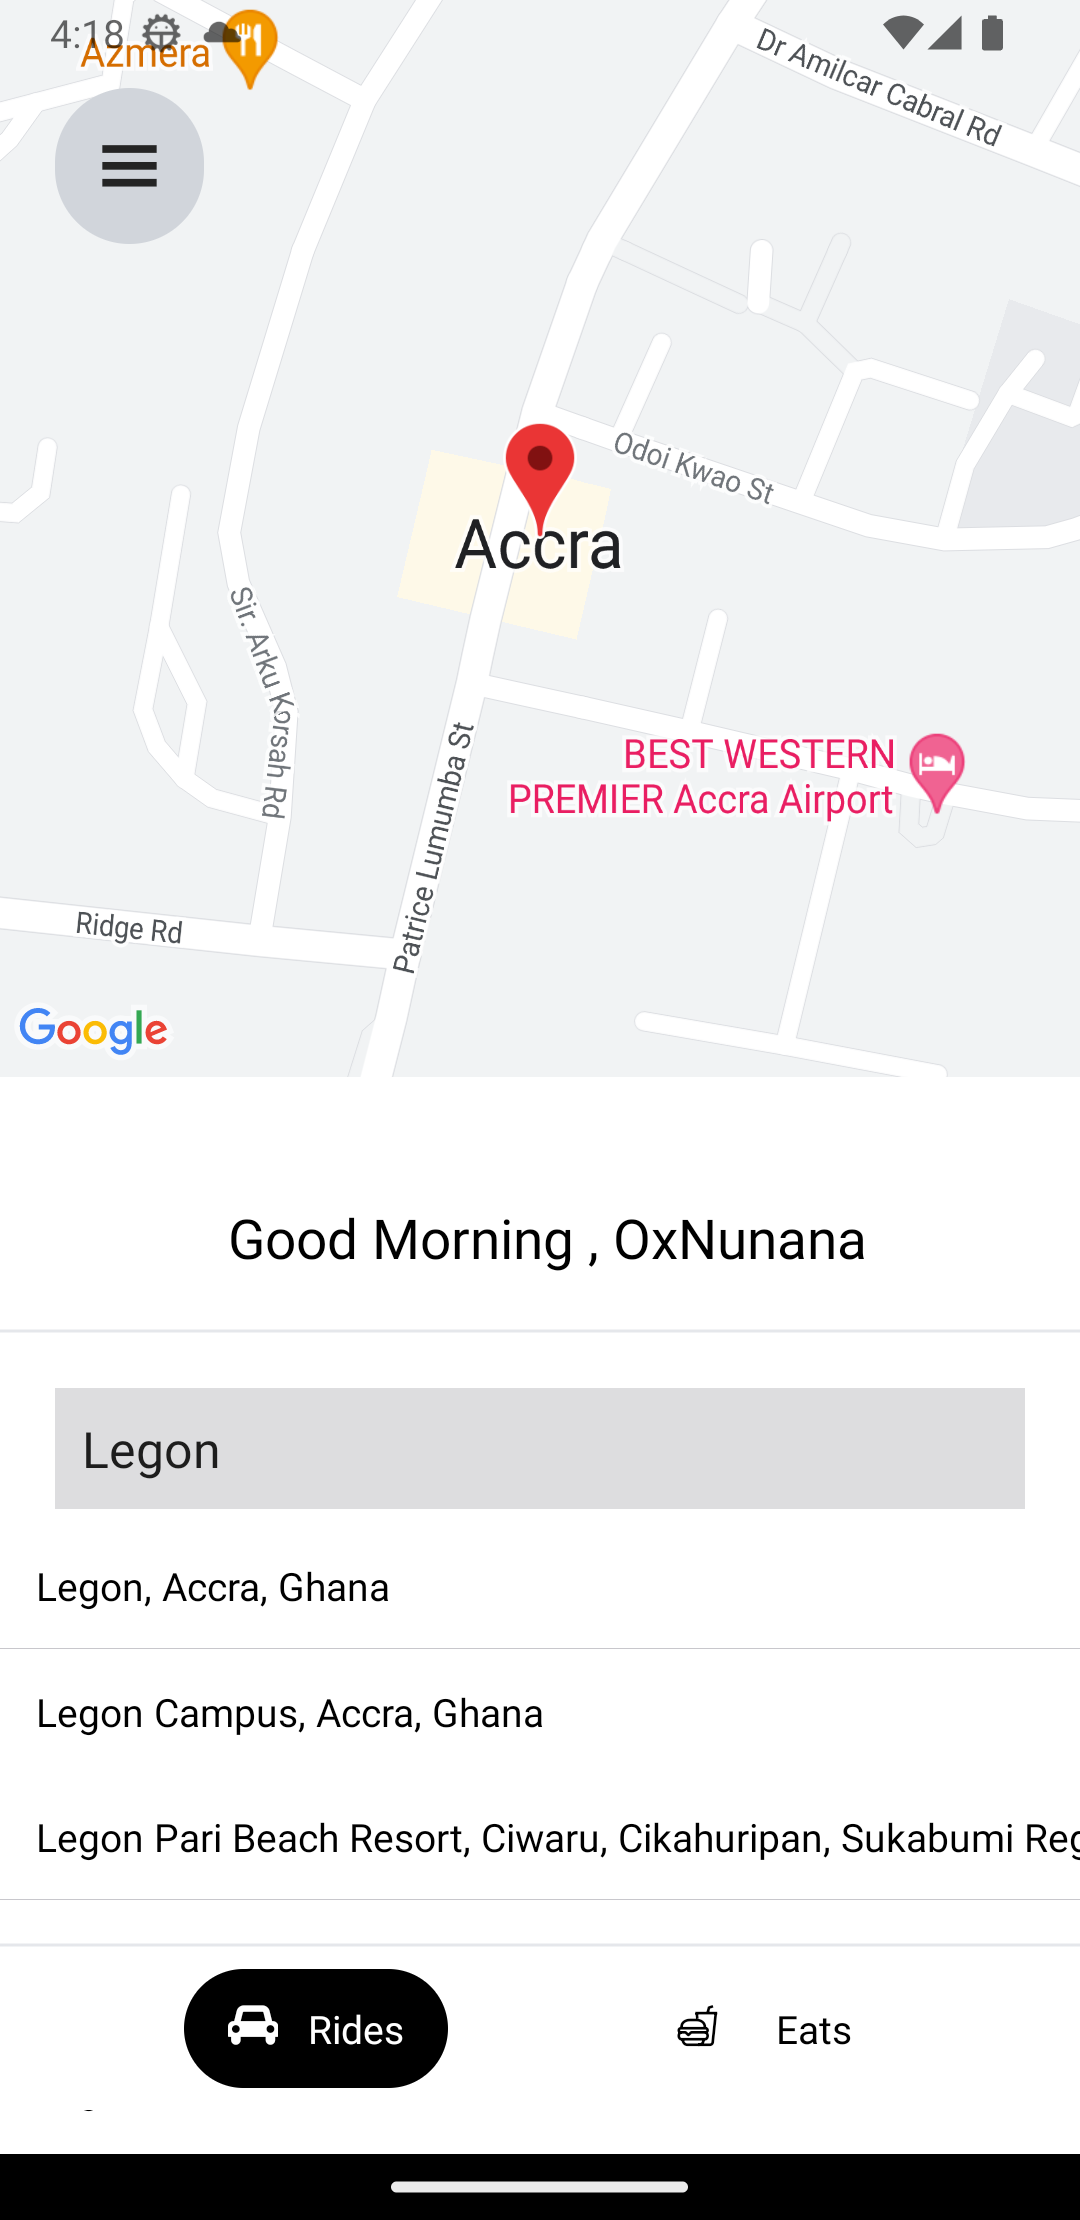 4:18
Azmera
Dr Amilcar Cabral Rd
Odoi Kwao St
Accra
Sir. Arku Korsah Rd
BEST WESTERN
PREMIER Accra Airport
Patrice Lumumba St
Ridge Rd
Google
Good Morning , OxNunana
Legon
Legon, Accra, Ghana
Legon Campus, Accra, Ghana
Legon Pari Beach Resort, Ciwaru, Cikahuripan, Sukabumi Reg
Rides
Eats